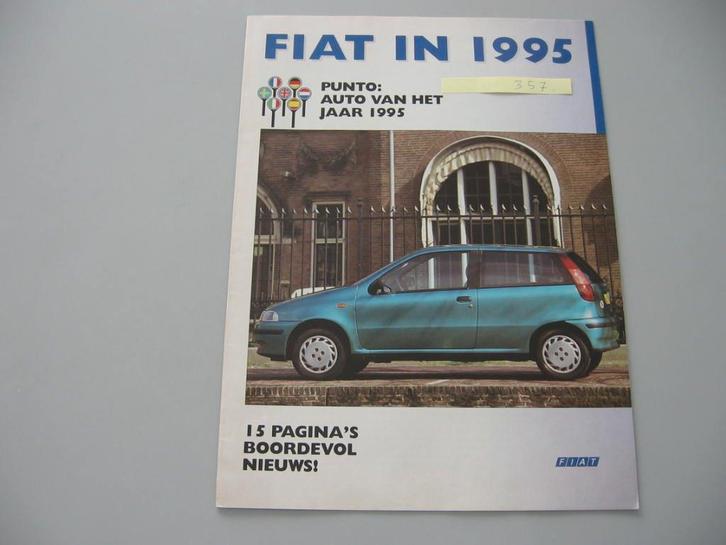 FIAT IN 1995
357
PUNTO:
AUTO VAN HET
JAAR 1995
15 PAGINA'S
BOORDEVOL
NIEUWS!
FIAT